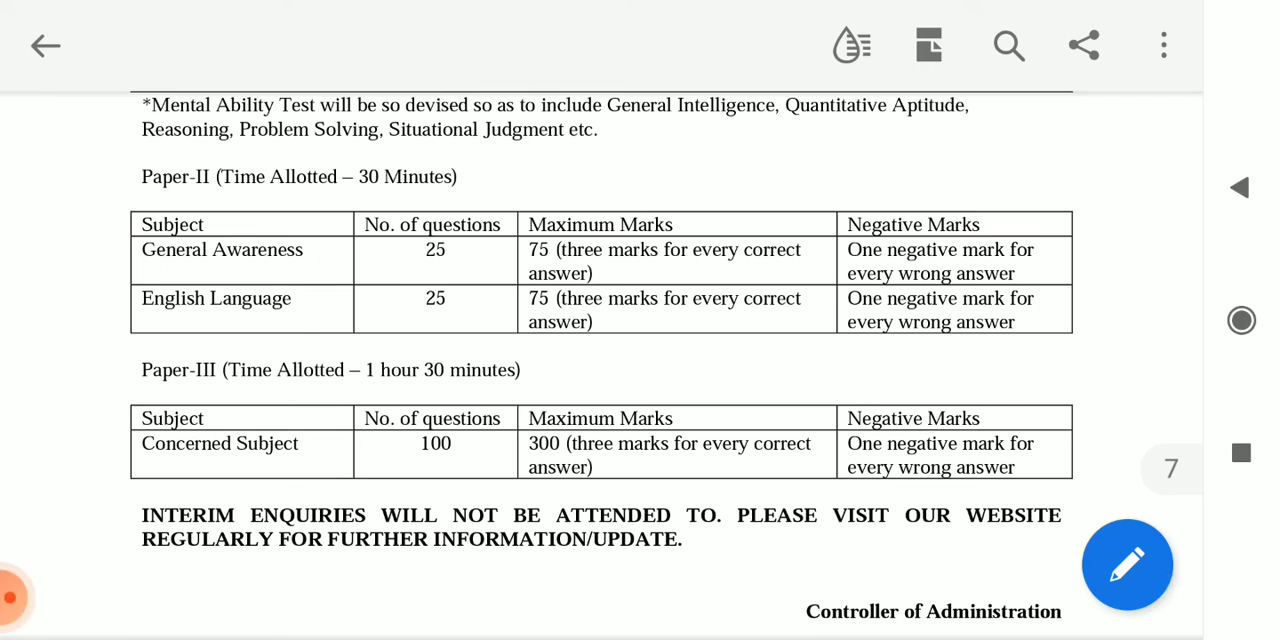 *Mental Ability Test will be so devised so as to include General Intelligence, Quantitative Aptitude,
Reasoning, Problem Solving, Situational Judgment etc.
Paper-II (Time Allotted – 30 Minutes)
Subject No. of questions Maximum Marks Negative Marks
General Awareness 25 75 (three marks for every correct answer) One negative mark for every wrong answer
English Language 25 75 (three marks for every correct answer) One negative mark for every wrong answer
Paper-III (Time Allotted – 1 hour 30 minutes)
Subject No. of questions Maximum Marks Negative Marks
Concerned Subject 100 300 (three marks for every correct answer) One negative mark for every wrong answer
7
INTERIM ENQUIRIES WILL NOT BE ATTENDED TO. PLEASE VISIT OUR WEBSITE
REGULARLY FOR FURTHER INFORMATION/UPDATE.
Controller of Administration